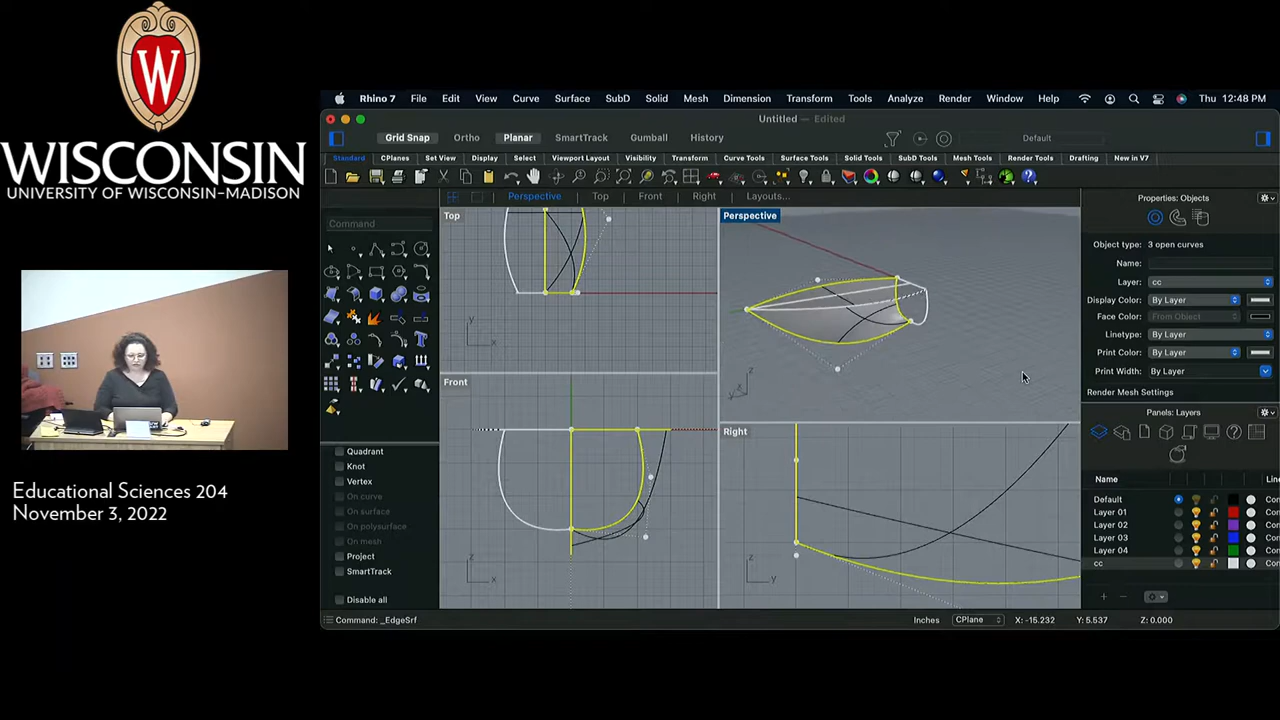 WISCONSIN
UNIVERSITY OF WISCONSIN–MADISON
Educational Sciences 204
November 3, 2022
Rhino 7 File Edit View Curve Surface SubD Solid Mesh Dimension Transform Tools Analyze Render Window Help Thu 12:48 PM
Untitled — Edited
Grid Snap Ortho Planar SmartTrack Gumball History Default
Standard CPlanes Set View Display Select Viewport Layout Visibility Transform Curve Tools Surface Tools Solid Tools SubD Tools Mesh Tools Render Tools Drafting New in V7
Perspective Top Front Right Layouts...
Command
Top
Perspective
Front
Right
y
x
z
x
z
x
y
z
y
Quadrant
Knot
Vertex
On curve
On surface
On polysurface
On mesh
Project
SmartTrack
Disable all
Properties: Objects
Object type: 3 open curves
Name:
Layer: cc
Display Color: By Layer
Face Color: From Object
Linetype: By Layer
Print Color: By Layer
Print Width: By Layer
Render Mesh Settings
Panels: Layers
Name Line
Default Con
Layer 01 Con
Layer 02 Con
Layer 03 Con
Layer 04 Con
cc Con
Command: _EdgeSrf
Inches CPlane X: -15.232 Y: 5.537 Z: 0.000